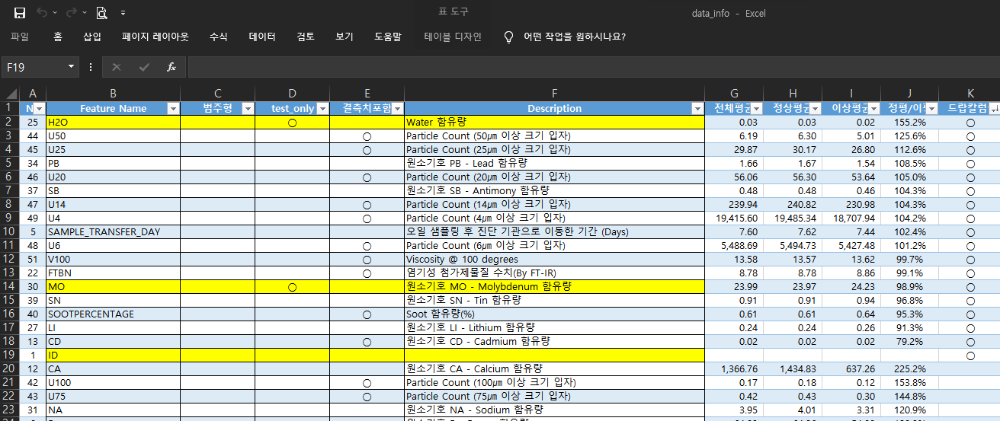 표 도구
data_info - Excel
파일 홈 삽입 페이지 레이아웃 수식 데이터 검토 보기 도움말 테이블 디자인 어떤 작업을 원하시나요?
F19 fx
A B C D E F G H I J K
1 Feature Name 범주형 test_only 결측치포함 Description 전체평균 정상평균 이상평균 정평/이 드랍칼럼
2 25 H2O ○ Water 함유량 0.03 0.03 0.02 155.2% ○
3 44 U50 ○ Particle Count (50㎛ 이상 크기 입자) 6.19 6.30 5.01 125.6% ○
4 45 U25 ○ Particle Count (25㎛ 이상 크기 입자) 29.87 30.17 26.80 112.6% ○
5 34 PB 원소기호 PB - Lead 함유량 1.66 1.67 1.54 108.5% ○
6 46 U20 ○ Particle Count (20㎛ 이상 크기 입자) 56.06 56.30 53.64 105.0% ○
7 37 SB 원소기호 SB - Antimony 함유량 0.48 0.48 0.46 104.3% ○
8 47 U14 ○ Particle Count (14㎛ 이상 크기 입자) 239.94 240.82 230.98 104.3% ○
9 49 U4 ○ Particle Count (4㎛ 이상 크기 입자) 19,415.60 19,485.34 18,707.94 104.2% ○
10 5 SAMPLE_TRANSFER_DAY 오일 샘플링 후 진단 기관으로 이동한 기간 (Days) 7.60 7.62 7.44 102.4% ○
11 48 U6 ○ Particle Count (6㎛ 이상 크기 입자) 5,488.69 5,494.73 5,427.48 101.2% ○
12 51 V100 ○ Viscosity @ 100 degrees 13.58 13.57 13.62 99.7% ○
13 22 FTBN ○ 염기성 첨가제물질 수치(By FT-IR) 8.78 8.78 8.86 99.1% ○
14 30 MO ○ 원소기호 MO - Molybdenum 함유량 23.99 23.97 24.23 98.9% ○
15 39 SN 원소기호 SN - Tin 함유량 0.91 0.91 0.94 96.8% ○
16 40 SOOTPERCENTAGE ○ Soot 함유량(%) 0.61 0.61 0.64 95.3% ○
17 27 LI 원소기호 LI - Lithium 함유량 0.24 0.24 0.26 91.3% ○
18 13 CD ○ 원소기호 CD - Cadmium 함유량 0.02 0.02 0.02 79.2% ○
19 1 ID ○
20 12 CA 원소기호 CA - Calcium 함유량 1,366.76 1,434.83 637.26 225.2%
21 42 U100 ○ Particle Count (100㎛ 이상 크기 입자) 0.17 0.18 0.12 153.8%
22 43 U75 ○ Particle Count (75㎛ 이상 크기 입자) 0.42 0.43 0.30 144.8%
23 31 NA 원소기호 NA - Sodium 함유량 3.95 4.01 3.31 120.9%